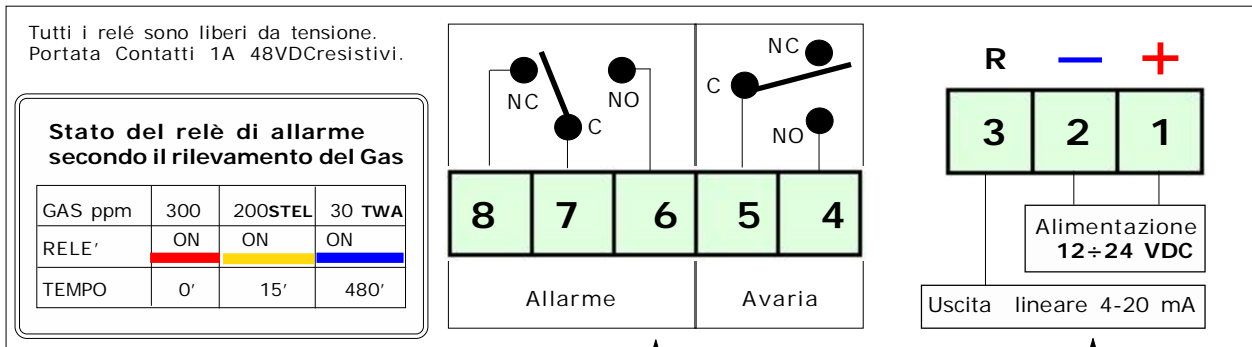 Tutti i relé sono liberi da tensione.
Portata Contatti 1A 48VDCresistivi.
Stato del relè di allarme
secondo il rilevamento del Gas
GAS ppm 300 200STEL 30 TWA
RELE' ON ON ON
TEMPO 0' 15' 480'
NC NO C
NC C NO
8 7 6 5 4
Allarme Avaria
R — +
3 2 1
Alimentazione
12÷24 VDC
Uscita lineare 4-20 mA